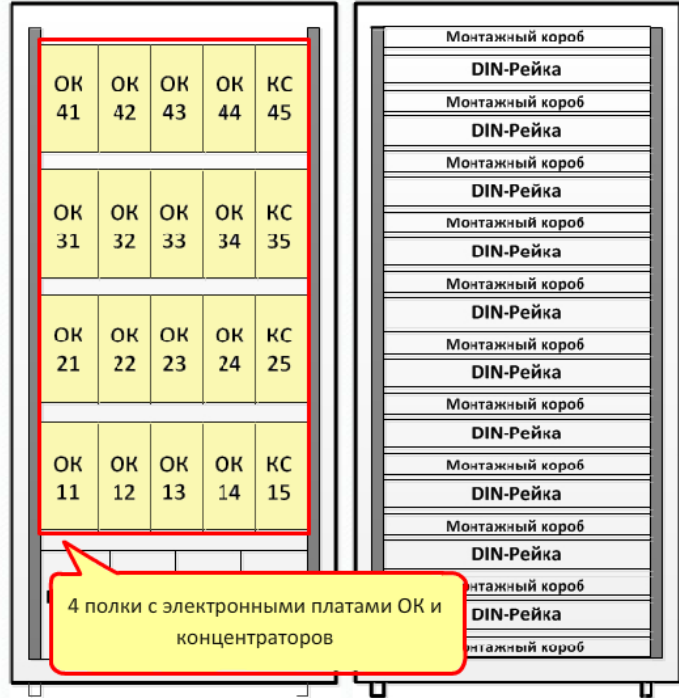 ОК ОК ОК ОК КС
41 42 43 44 45
ОК ОК ОК ОК КС
31 32 33 34 35
ОК ОК ОК ОК КС
21 22 23 24 25
ОК ОК ОК ОК КС
11 12 13 14 15
4 полки с электронными платами ОК и
концентраторов
Монтажный короб
DIN-Рейка
Монтажный короб
DIN-Рейка
Монтажный короб
DIN-Рейка
Монтажный короб
DIN-Рейка
Монтажный короб
DIN-Рейка
Монтажный короб
DIN-Рейка
Монтажный короб
DIN-Рейка
Монтажный короб
DIN-Рейка
Монтажный короб
DIN-Рейка
нтажный короб
DIN-Рейка
нтажный короб